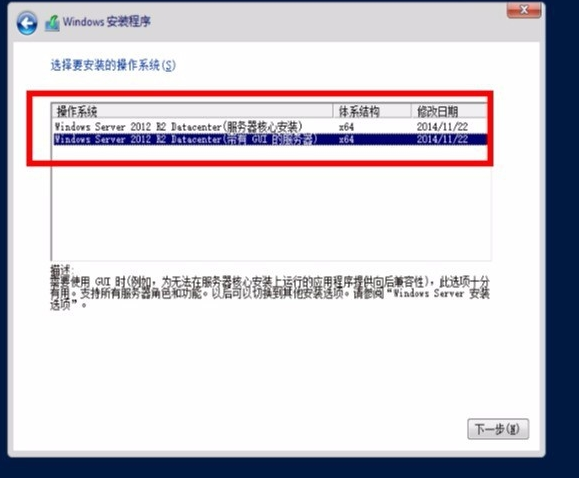 Windows 安装程序
选择要安装的操作系统(S)
操作系统 体系结构 修改日期
Windows Server 2012 R2 Datacenter(服务器核心安装) x64 2014/11/22
Windows Server 2012 R2 Datacenter(带有 GUI 的服务器) x64 2014/11/22
描述:
需要使用 GUI 时(例如，为无法在服务器核心安装上运行的应用程序提供向后兼容性)，此选项十分
有用。支持所有服务器角色和功能。以后可以切换到其他安装选项。请参阅“Windows Server 安装
选项”。
下一步(N)